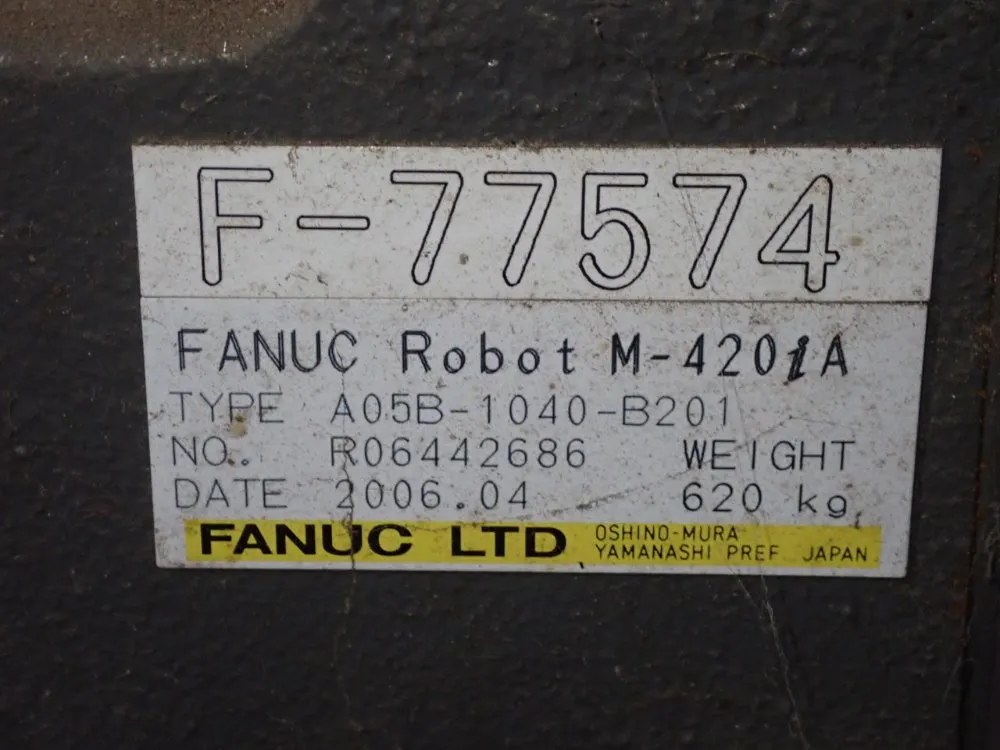 F-77574
FANUC Robot M-420iA
TYPE A05B-1040-B201
NO. R06442686 WEIGHT
DATE 2006.04 620 kg
FANUC LTD OSHINO-MURA
YAMANASHI PREF JAPAN